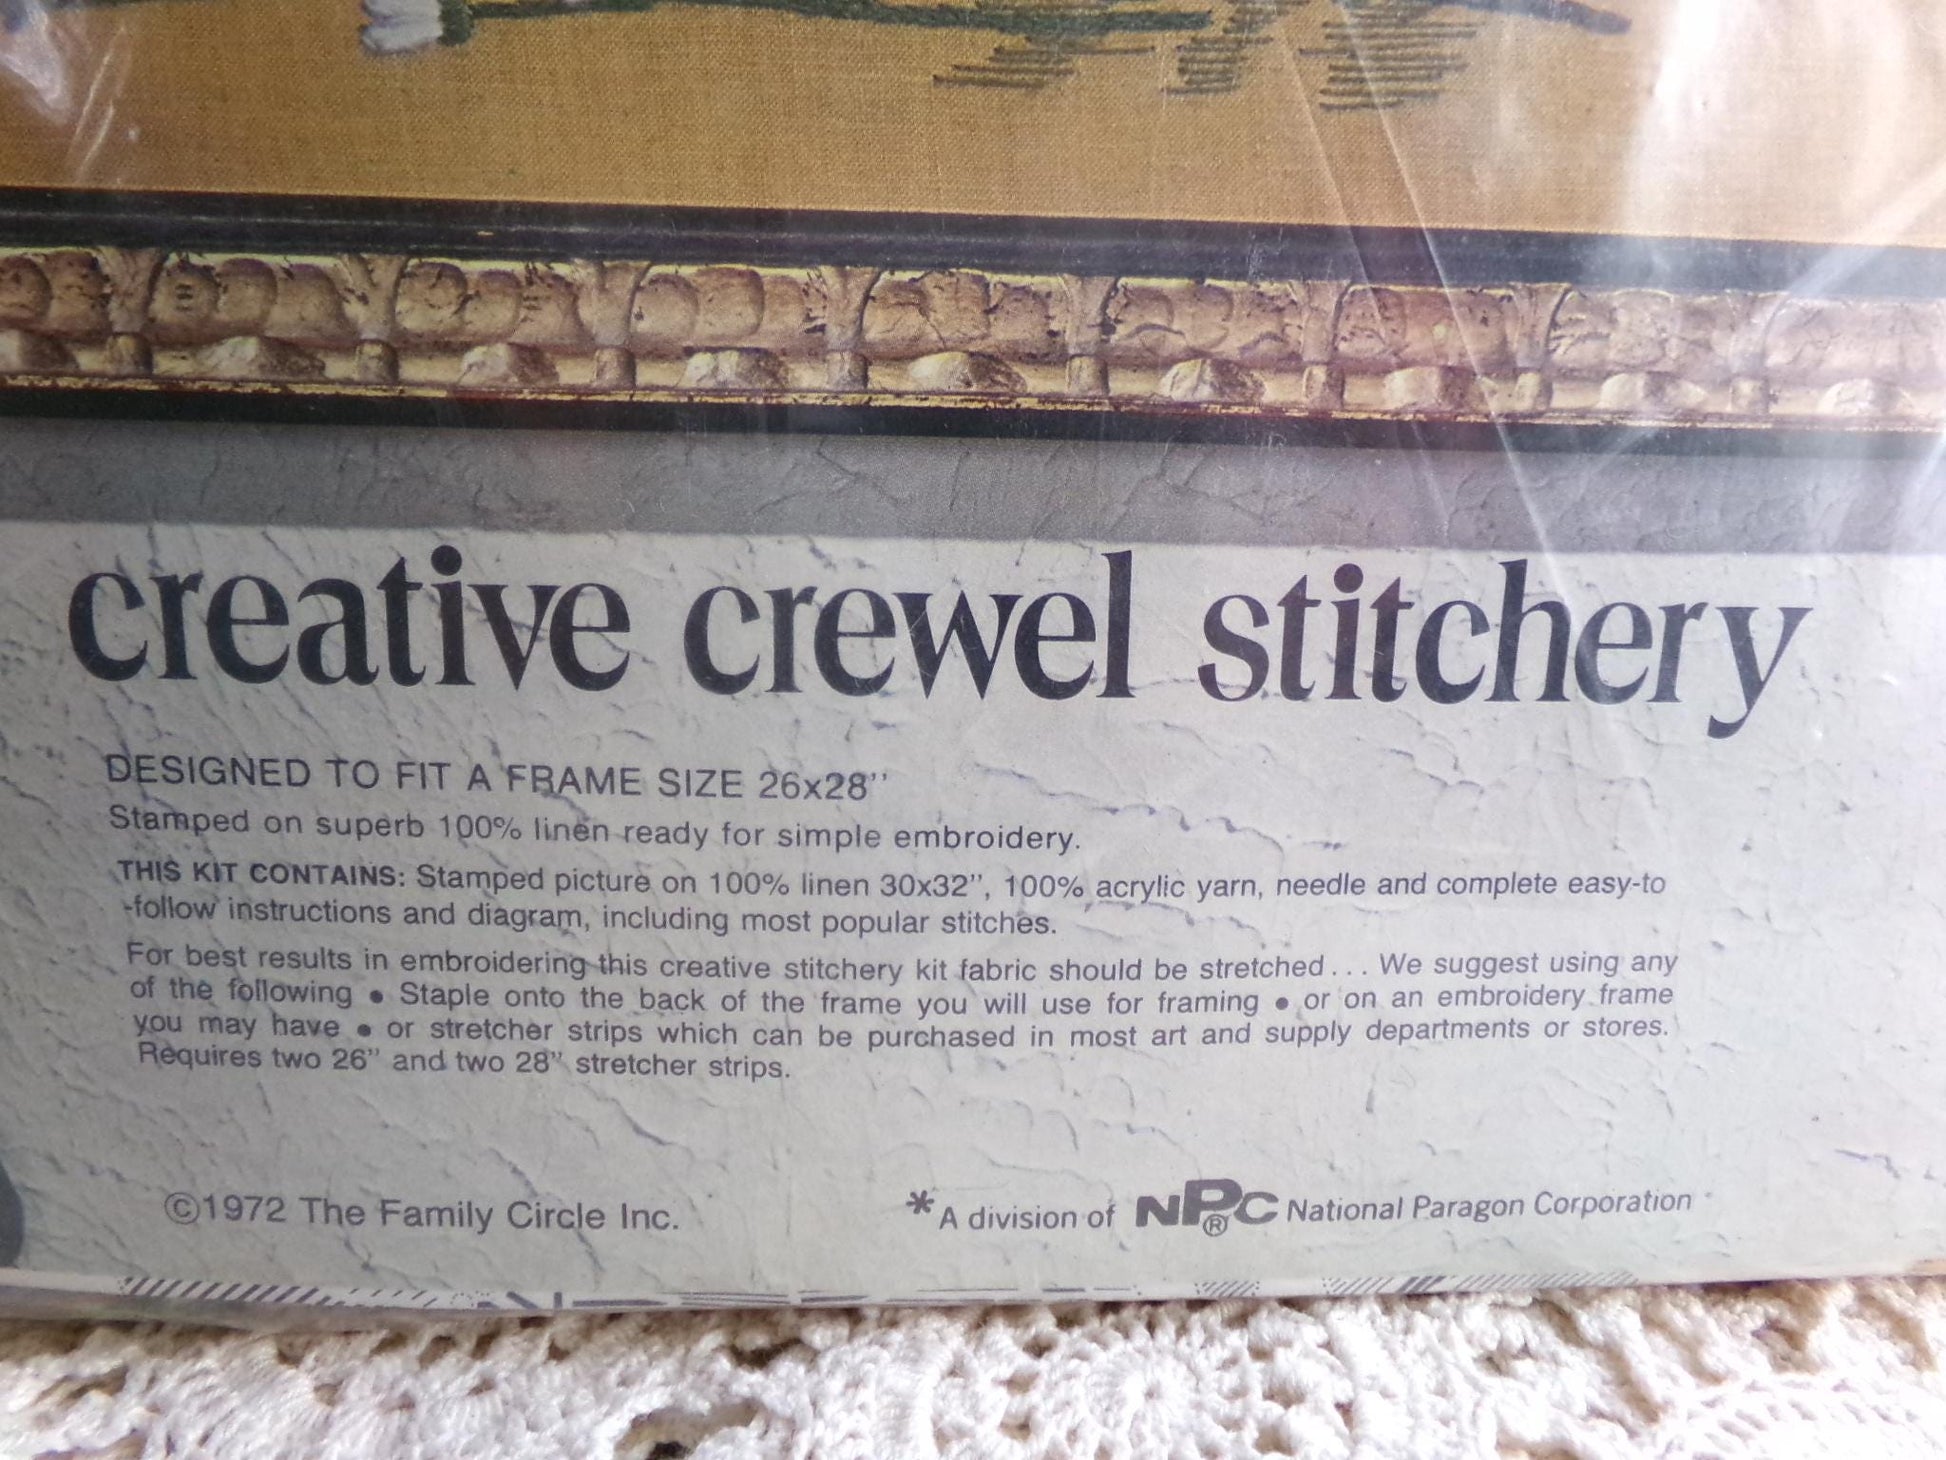 creative crewel stitchery
DESIGNED TO FIT A FRAME SIZE 26x28"
Stamped on superb 100% linen ready for simple embroidery.
THIS KIT CONTAINS: Stamped picture on 100% linen 30x32", 100% acrylic yarn, needle and complete easy-to
-follow instructions and diagram, including most popular stitches.
For best results in embroidering this creative stitchery kit fabric should be stretched... We suggest using any
of the following • Staple onto the back of the frame you will use for framing • or on an embroidery frame
you may have • or stretcher strips which can be purchased in most art and supply departments or stores.
Requires two 26" and two 28" stretcher strips.
©1972 The Family Circle Inc.
*A division of NPC® National Paragon Corporation